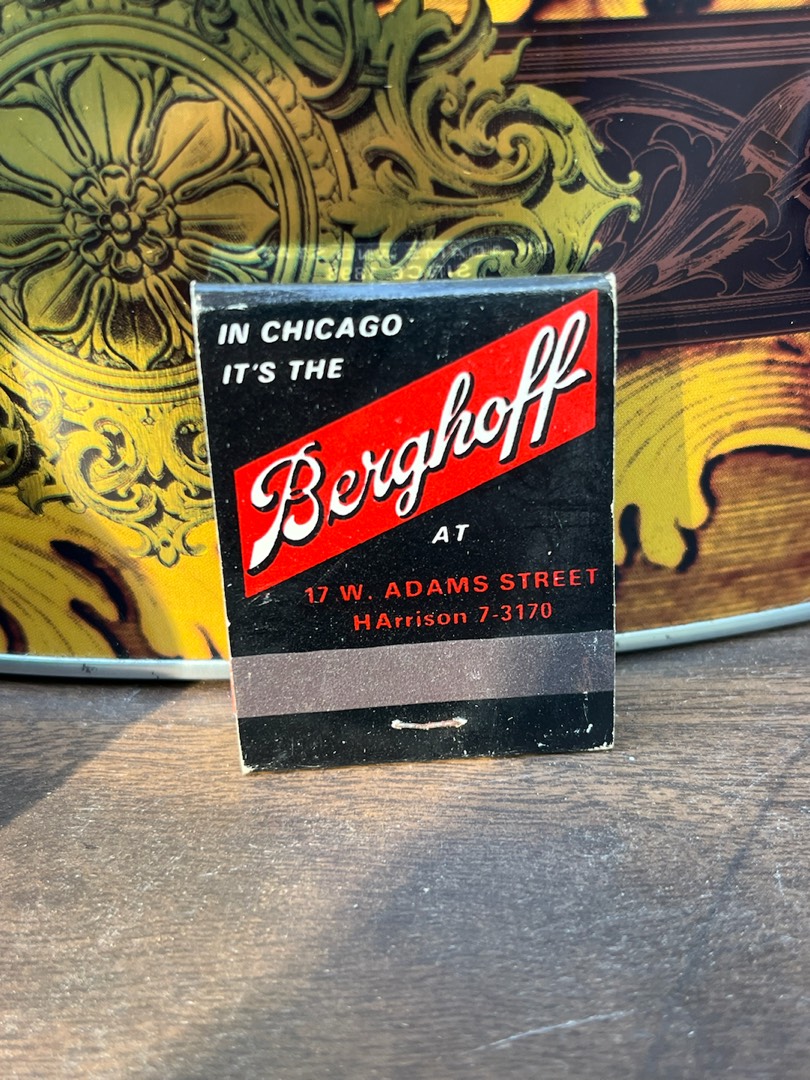 IN CHICAGO
IT'S THE
Berghoff
AT
17 W. ADAMS STREET
HArrison 7-3170